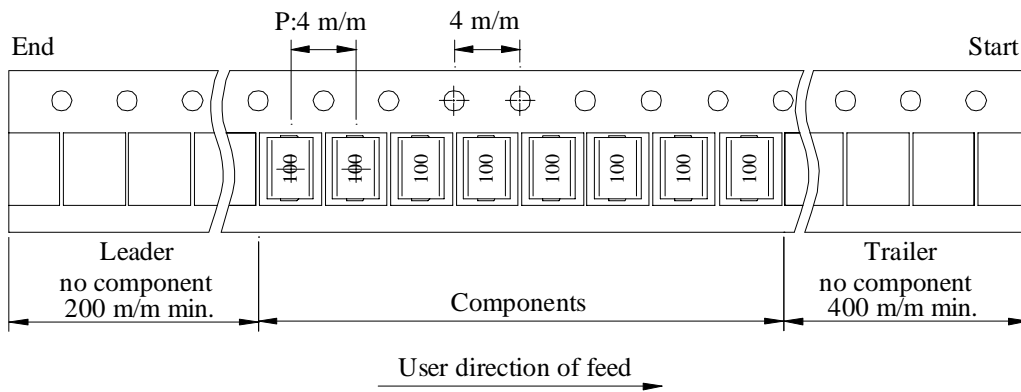 P:4 m/m
4 m/m
End
Start
100
100
100
100
100
100
100
100
Leader
no component
200 m/m min.
Components
Trailer
no component
400 m/m min.
User direction of feed